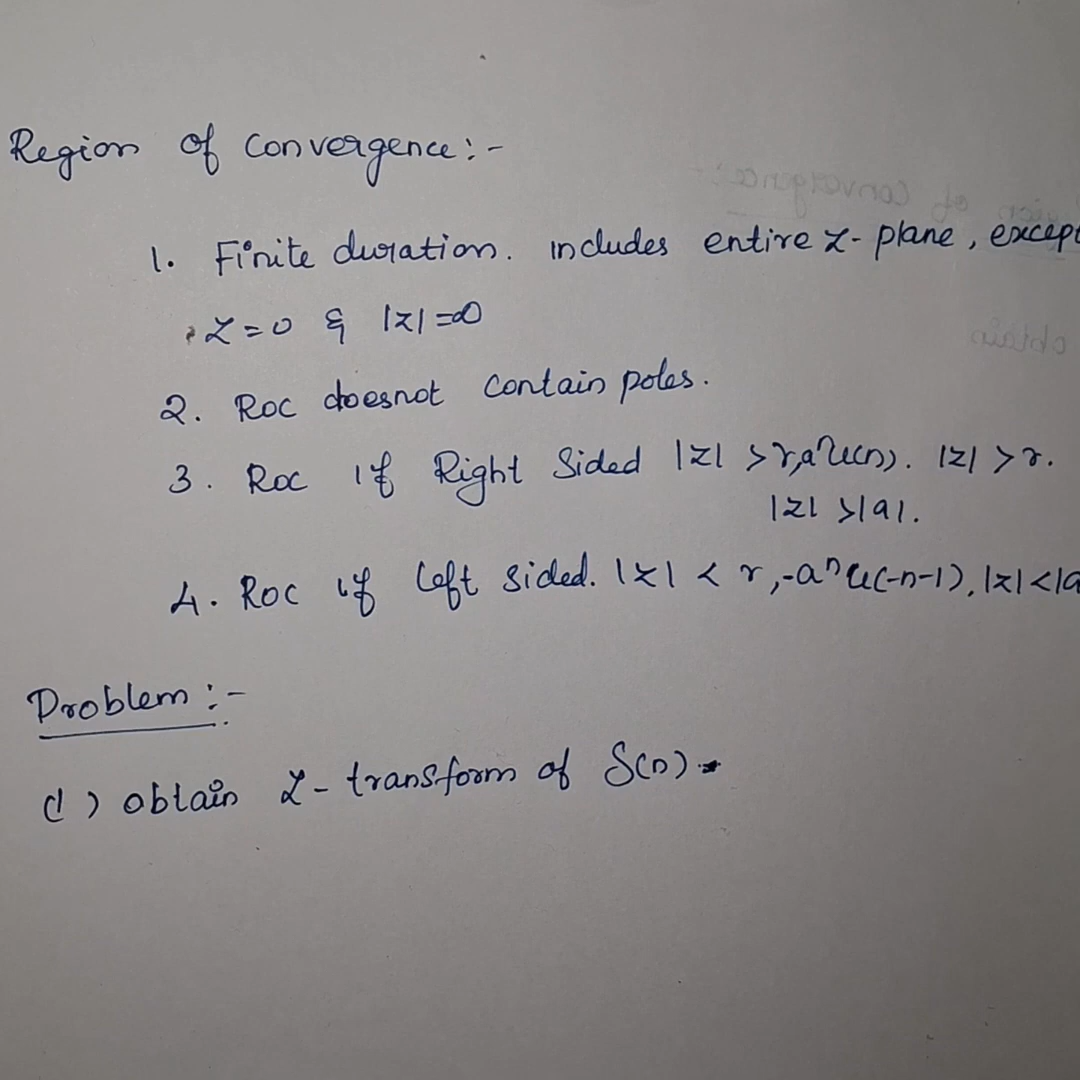 Region of convergence:-
1. Finite duration. includes entire z-plane, except
z=0 & |z|=∞
2. Roc doesnot contain poles.
3. Roc if Right Sided |z| >r,aⁿu(n). |z| >r.
|z| >|a|.
4. Roc if left sided. |z| < r,-aⁿu(-n-1), |z|<|a
Problem:-
(1) obtain z-transform of δ(n).